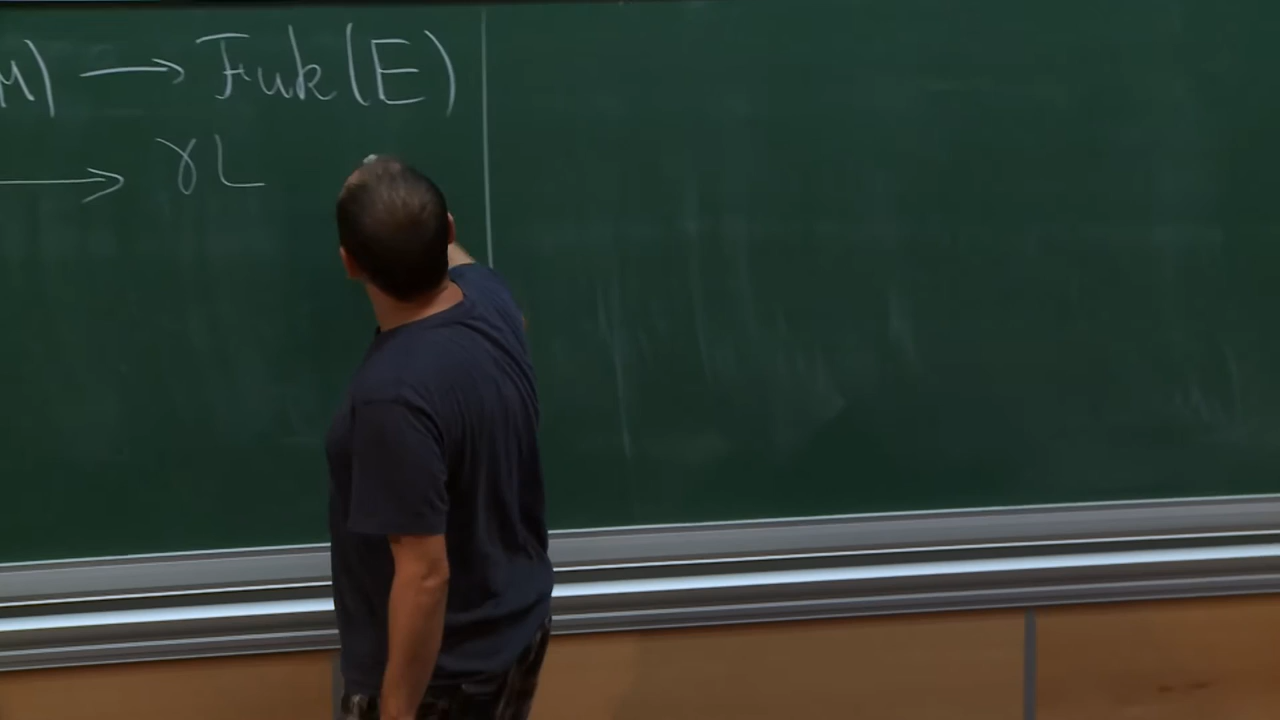 M) → Fuk(E)
→ γL